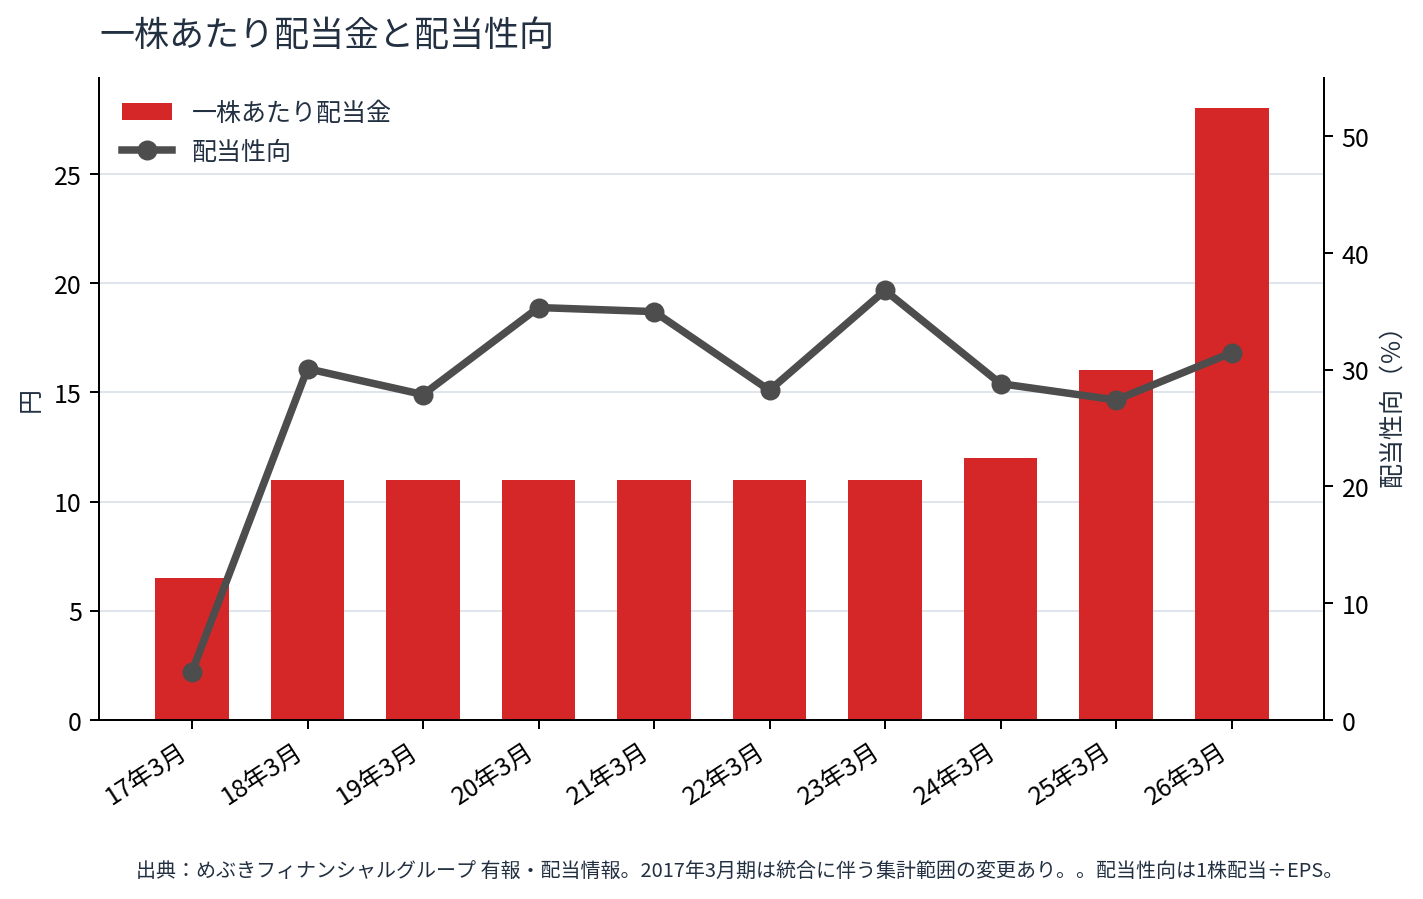 一株あたり配当金と配当性向
一株あたり配当金
配当性向
25
20
15
10
5
0
円
50
40
30
20
10
0
配当性向（%）
17年3月
18年3月
19年3月
20年3月
21年3月
22年3月
23年3月
24年3月
25年3月
26年3月
出典：めぶきフィナンシャルグループ 有報・配当情報。2017年3月期は統合に伴う集計範囲の変更あり。。配当性向は1株配当÷EPS。